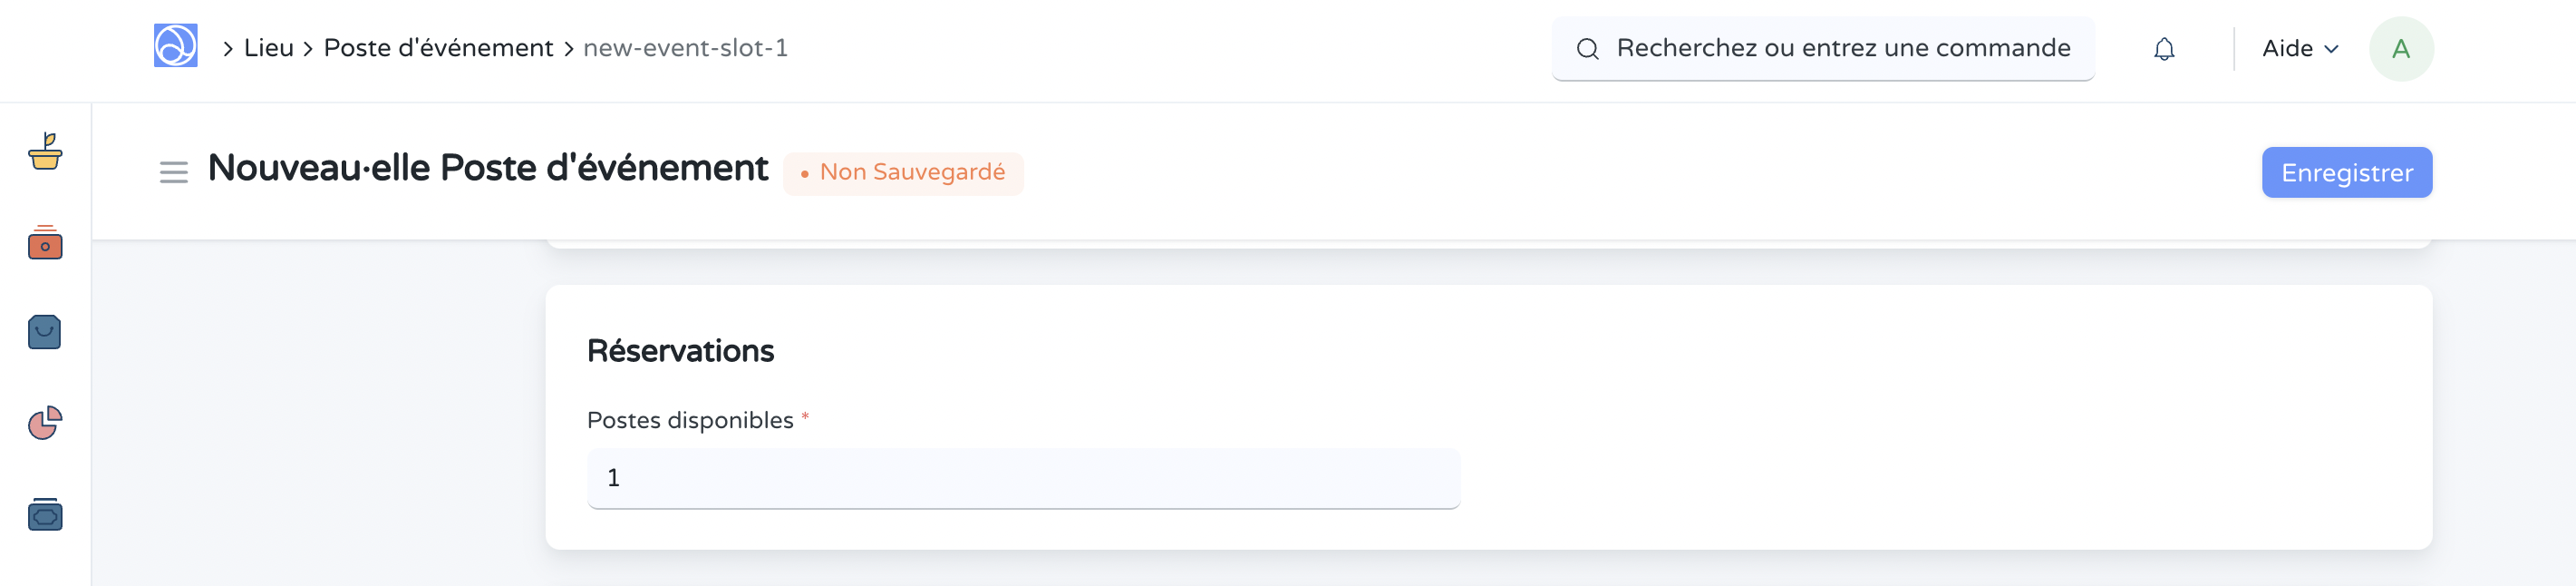 > Lieu > Poste d'événement > new-event-slot-1
Recherchez ou entrez une commande
Aide
A
Nouveau·elle Poste d'événement
• Non Sauvegardé
Enregistrer
Réservations
Postes disponibles *
1